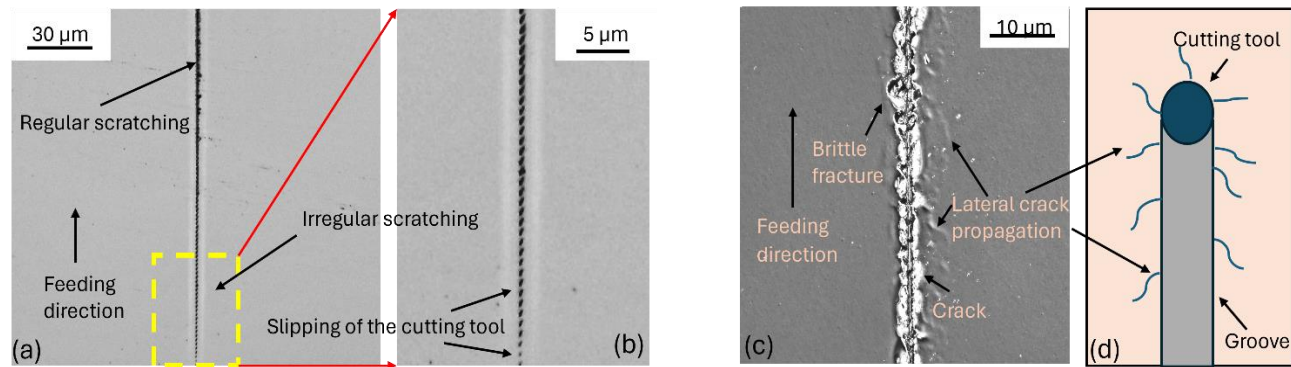 30 µm
Regular scratching
Irregular scratching
Feeding
direction
(a)
5 µm
Slipping of the cutting tool
(b)
10 µm
Brittle
fracture
Feeding
direction
Lateral crack
propagation
Crack
(c)
Cutting tool
Groove
(d)